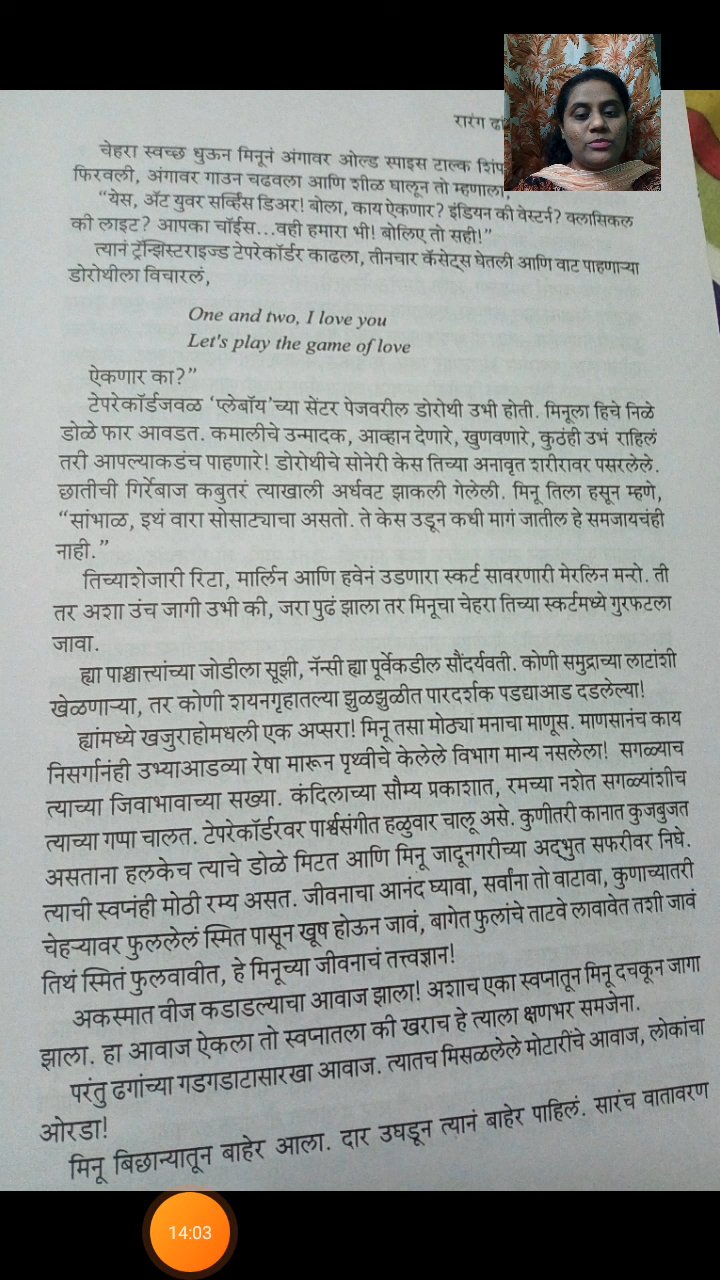 रारंग
चेहरा स्वच्छ धुऊन मिनूनं अंगावर ओल्ड स्पाइस टाल्क
फिरवली, अंगावर गाउन चढवला आणि शीळ घालून तो म्हणाला,
“येस, ॲट युवर सर्व्हिस डिअर! बोला, काय ऐकणार? इंडियन की वेस्टर्न? क्लासिकल
की लाइट? आपका चॉईस...वही हमारा भी! बोलिए तो सही!”
त्यानं ट्रॅन्झिस्टराइज्ड टेपरेकॉर्डर काढला, तीनचार कॅसेट्स घेतली आणि वाट पाहणाऱ्या
डोरोथीला विचारलं,
One and two, I love you
Let's play the game of love
ऐकणार का?”
टेपरेकॉर्डजवळ ‘प्लेबॉय’च्या सेंटर पेजवरील डोरोथी उभी होती. मिनूला हिचे निळे
डोळे फार आवडत. कमालीचे उन्मादक, आव्हान देणारे, खुणवणारे, कुठंही उभं राहिलं
तरी आपल्याकडंच पाहणारे! डोरोथीचे सोनेरी केस तिच्या अनावृत शरीरावर पसरलेले.
छातीची गिर्रेबाज कबुतरं त्याखाली अर्धवट झाकली गेलेली. मिनू तिला हसून म्हणे,
“सांभाळ, इथं वारा सोसाट्याचा असतो. ते केस उडून कधी मागं जातील हे समजायचंही
नाही.”
तिच्याशेजारी रिटा, मार्लिन आणि हवेनं उडणारा स्कर्ट सावरणारी मेरलिन मन्रो. ती
तर अशा उंच जागी उभी की, जरा पुढं झाला तर मिनूचा चेहरा तिच्या स्कर्टमध्ये गुरफटला
जावा.
ह्या पाश्चात्त्यांच्या जोडीला सूझी, नॅन्सी ह्या पूर्वेकडील सौंदर्यवती. कोणी समुद्राच्या लाटांशी
खेळणाऱ्या, तर कोणी शयनगृहातल्या झुळझुळीत पारदर्शक पडद्याआड दडलेल्या!
ह्यांमध्ये खजुराहोमधली एक अप्सरा! मिनू तसा मोठ्या मनाचा माणूस. माणसानंच काय
निसर्गानंही उभ्याआडव्या रेषा मारून पृथ्वीचे केलेले विभाग मान्य नसलेला! सगळ्याच
त्याच्या जिवाभावाच्या सख्या. कंदिलाच्या सौम्य प्रकाशात, रमच्या नशेत सगळ्यांशीच
त्याच्या गप्पा चालत. टेपरेकॉर्डरवर पार्श्वसंगीत हळुवार चालू असे. कुणीतरी कानात कुजबुजत
असताना हलकेच त्याचे डोळे मिटत आणि मिनू जादूनगरीच्या अद्‌भुत सफरीवर निघे.
त्याची स्वप्नंही मोठी रम्य असत. जीवनाचा आनंद घ्यावा, सर्वांना तो वाटावा, कुणाच्यातरी
चेहऱ्यावर फुललेलं स्मित पासून खूष होऊन जावं, बागेत फुलांचे ताटवे लावावेत तशी जावं
तिथं स्मितं फुलवावीत, हे मिनूच्या जीवनाचं तत्त्वज्ञान!
अकस्मात वीज कडाडल्याचा आवाज झाला! अशाच एका स्वप्नातून मिनू दचकून जागा
झाला. हा आवाज ऐकला तो स्वप्नातला की खराच हे त्याला क्षणभर समजेना.
परंतु ढगांच्या गडगडाटासारखा आवाज. त्यातच मिसळलेले मोटारींचे आवाज, लोकांचा
ओरडा!
मिनू बिछान्यातून बाहेर आला. दार उघडून त्यानं बाहेर पाहिलं. सारंच वातावरण
14:03